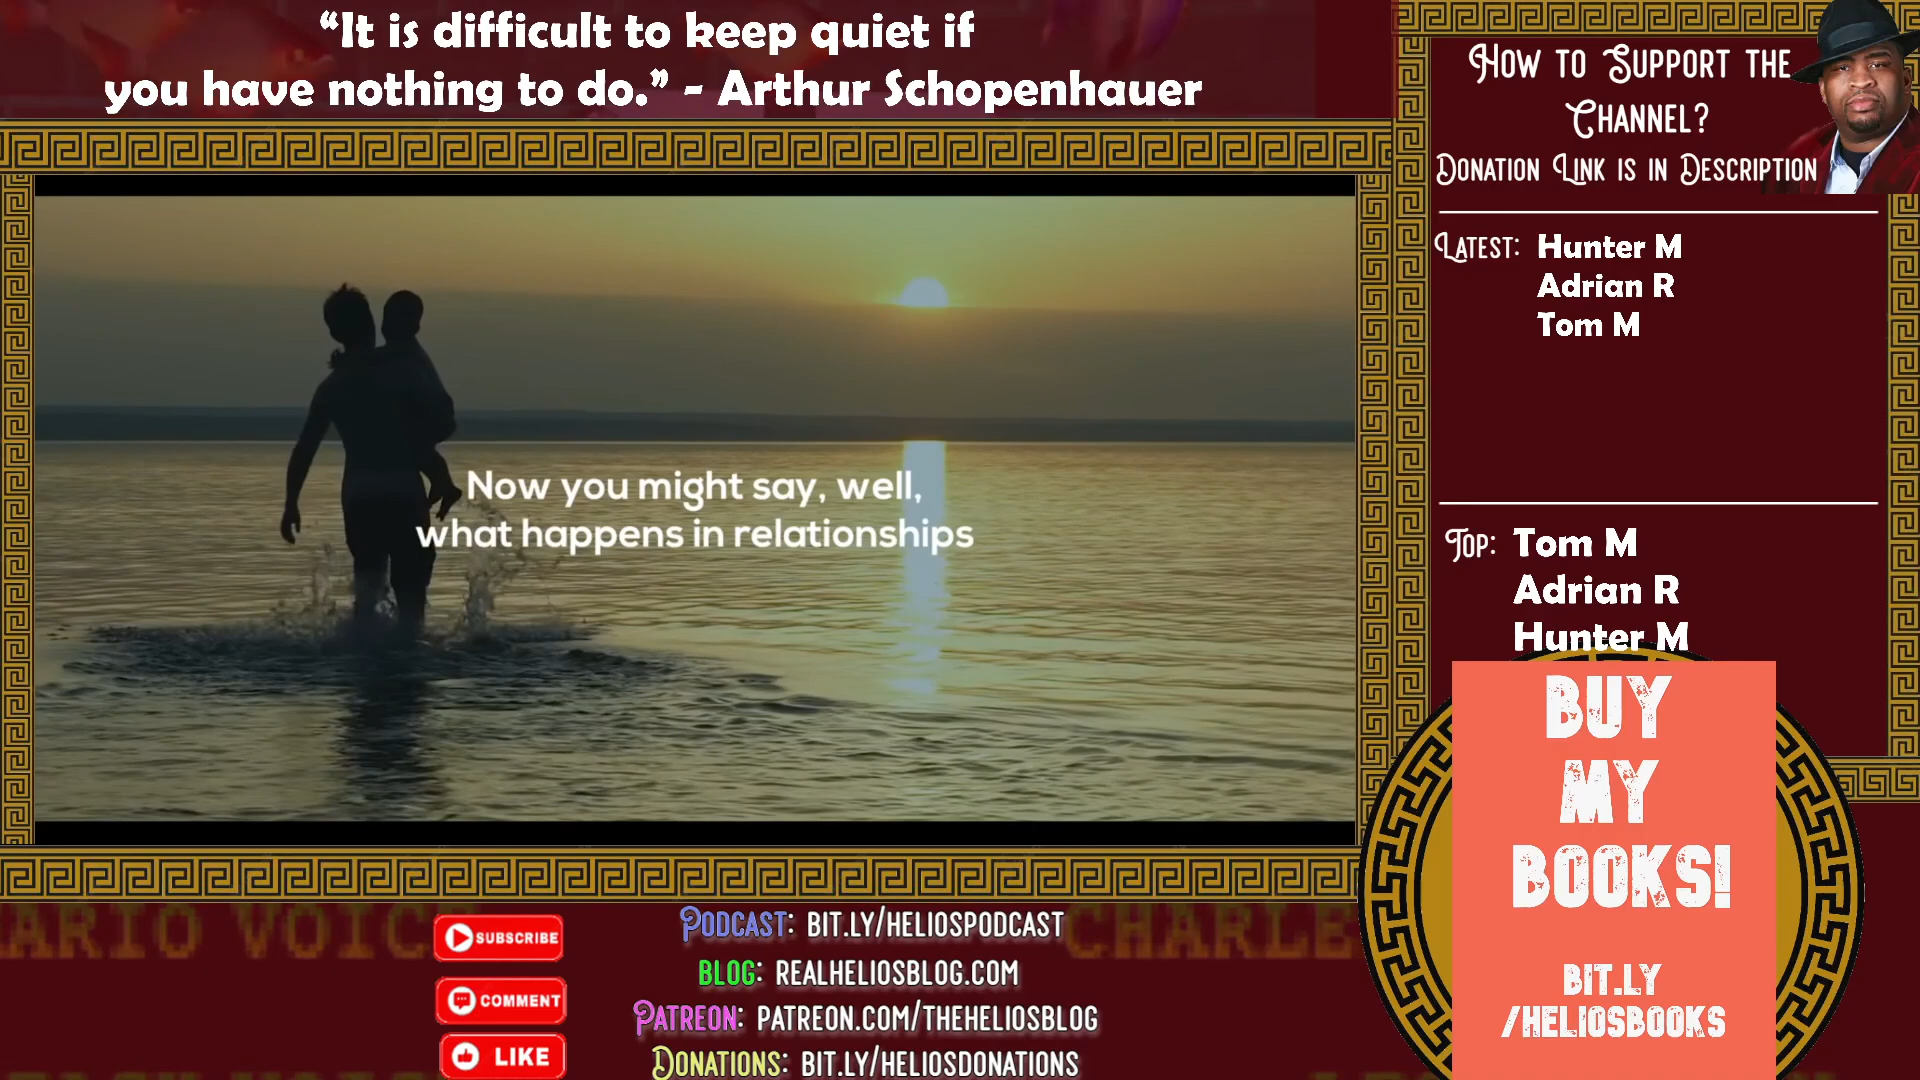 “It is difficult to keep quiet if
you have nothing to do.” - Arthur Schopenhauer
How to Support the
Channel?
Donation Link is in Description
Latest: Hunter M
Adrian R
Tom M
Now you might say, well,
what happens in relationships
Top: Tom M
Adrian R
Hunter M
BUY
MY
BOOKS!
BIT.LY
/HELIOSBOOKS
ARIO VOICE
CHARLE
SUBSCRIBE
COMMENT
LIKE
Podcast: bit.ly/heliospodcast
Blog: realheliosblog.com
Patreon: patreon.com/theheliosblog
Donations: bit.ly/heliosdonations